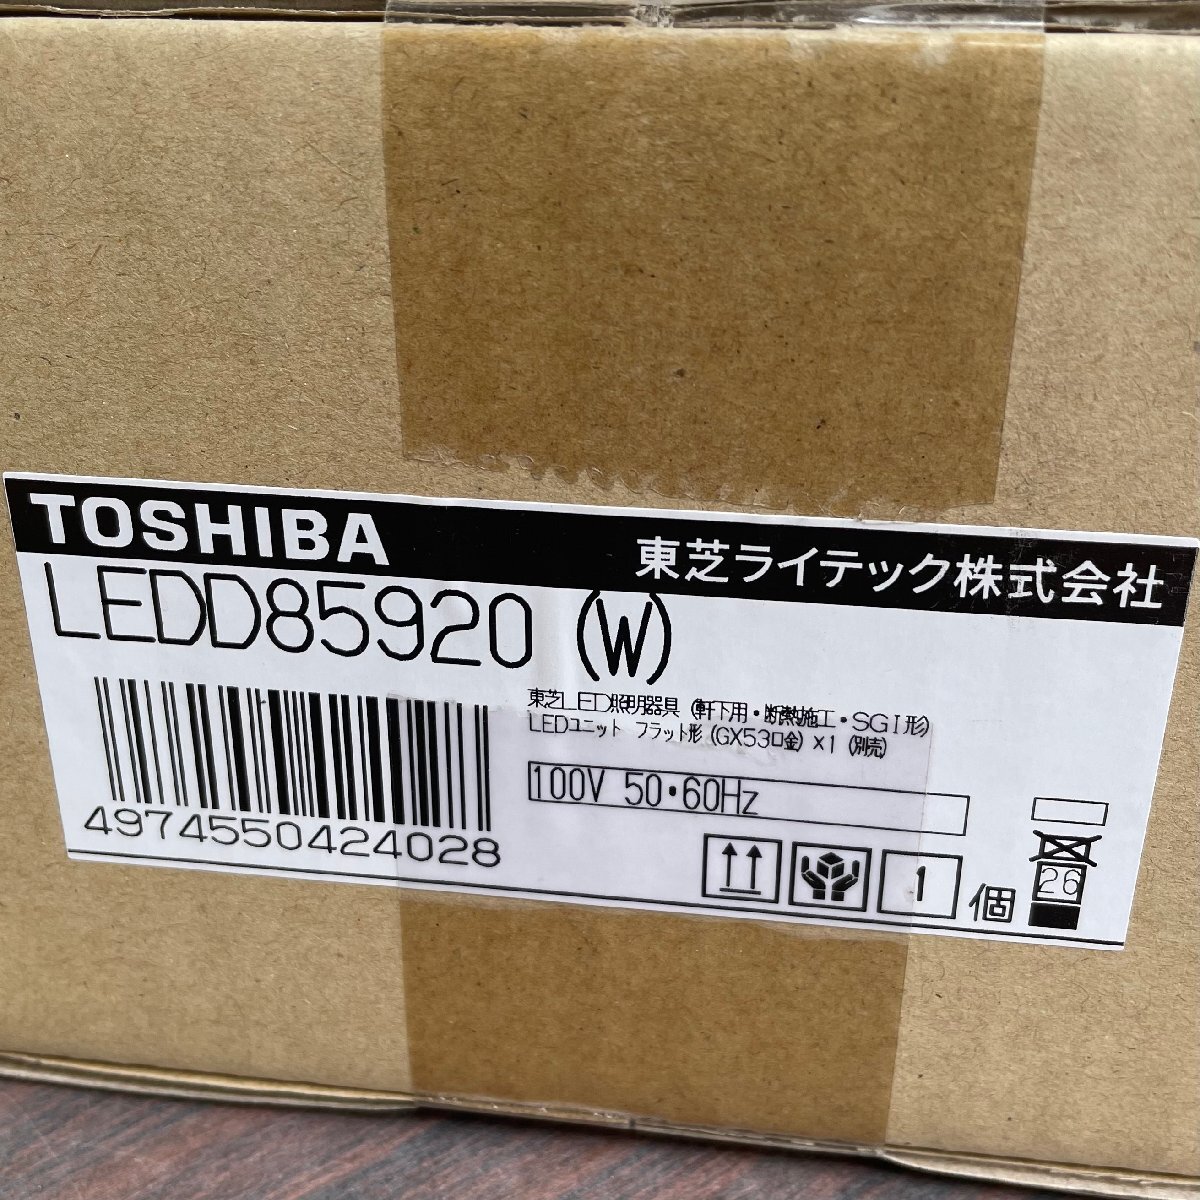 TOSHIBA 東芝ライテック株式会社
LEDD85920 (W)
東芝LED照明器具 (軒下用・断熱施工・SGI形)
LEDユニット フラット形 (GX53口金) ×1 (別売)
100V 50・60Hz
4974550424028
1 個
26